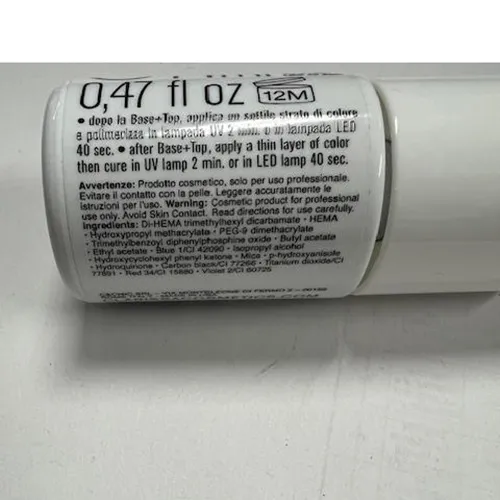 0,47 fl oz 12M
• dopo la Base+Top, applica un sottile strato di colore
e polimerizza in lampada UV 2 min. o in lampada LED
40 sec. • after Base+Top, apply a thin layer of color
then cure in UV lamp 2 min. or in LED lamp 40 sec.
Avvertenze: Prodotto cosmetico, solo per uso professionale.
Evitare il contatto con la pelle. Leggere accuratamente le
istruzioni per l'uso. Warning: Cosmetic product for professional
use only. Avoid Skin Contact. Read directions for use carefully.
Ingredients: Di-HEMA trimethylhexyl dicarbamate • HEMA
• Hydroxypropyl methacrylate • PEG-9 dimethacrylate •
Trimethylbenzoyl diphenylphosphine oxide • Butyl acetate
• Ethyl acetate • Blue 1/CI 42090 • Isopropyl alcohol •
Hydroxycyclohexyl phenyl ketone • Mica • p-hydroxyanisole
• Hydroquinone • Carbon black/CI 77266 • Titanium dioxide/CI
77891 • Red 34/CI 15880 • Violet 2/CI 60725
COSMETICS.COM